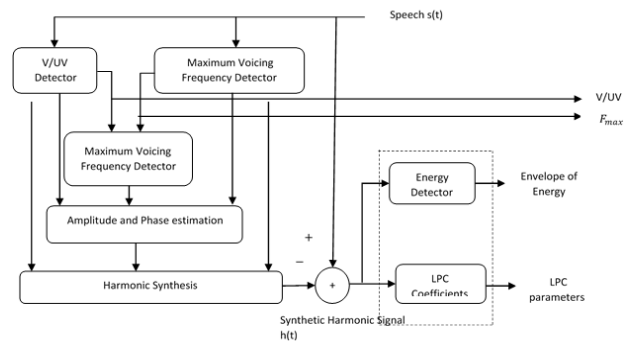 Speech s(t)
V/UV
Detector
Maximum Voicing
Frequency Detector
V/UV
Fmax
Maximum Voicing
Frequency Detector
Energy
Detector
Envelope of
Energy
Amplitude and Phase estimation
+
−
Harmonic Synthesis
+
LPC
Coefficients
LPC
parameters
Synthetic Harmonic Signal
h(t)